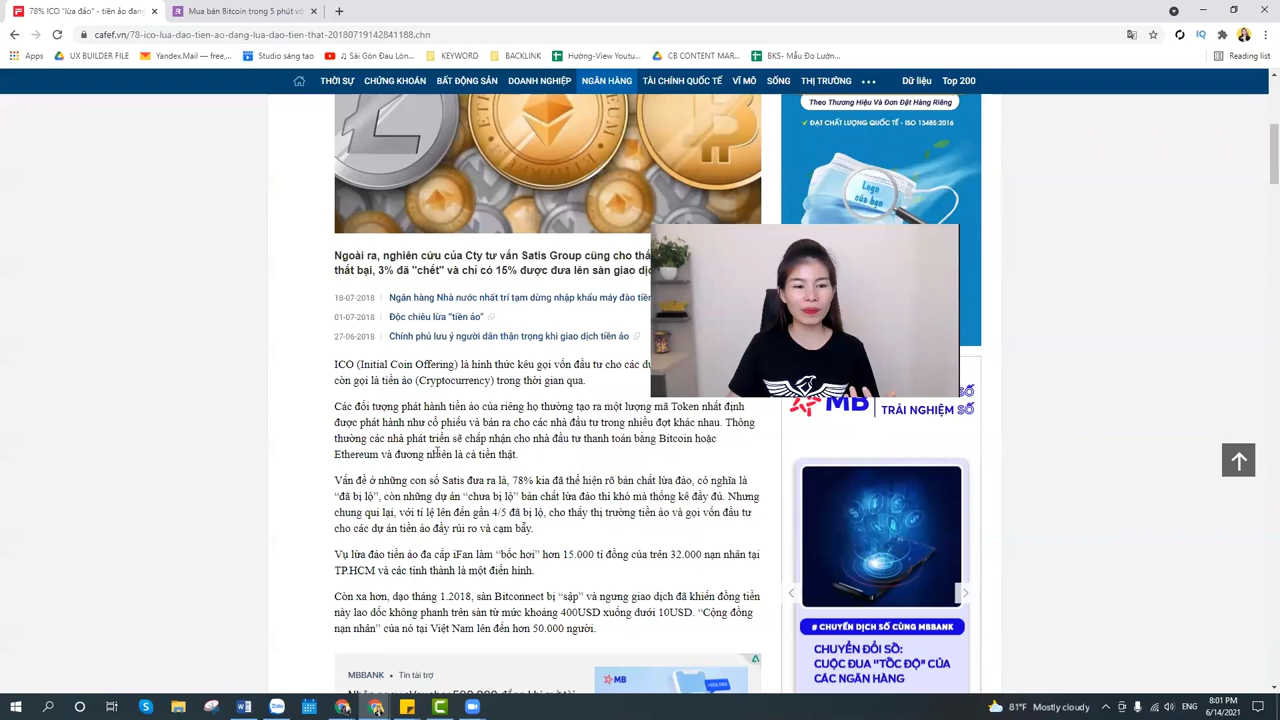 78% ICO "lừa đảo" - tiền ảo đang
Mua bán Bitcoin trong 5 phút vớ
cafef.vn/78-ico-lua-dao-tien-ao-dang-lua-dao-tien-that-20180719142841188.chn
Apps
UX BUILDER FILE
Yandex.Mail — free,...
Studio sáng tạo
♫ Sài Gòn Đau Lòn...
KEYWORD
BACKLINK
Hường-View Youtu...
CB CONTENT MAR...
BKS- Mẫu Đo Lườn...
Reading list
THỜI SỰ
CHỨNG KHOÁN
BẤT ĐỘNG SẢN
DOANH NGHIỆP
NGÂN HÀNG
TÀI CHÍNH QUỐC TẾ
VĨ MÔ
SỐNG
THỊ TRƯỜNG
Dữ liệu
Top 200
Theo Thương Hiệu Và Đơn Đặt Hàng Riêng
✓ ĐẠT CHẤT LƯỢNG QUỐC TẾ - ISO 13485:2016
Logo
của bạn
Ngoài ra, nghiên cứu của Cty tư vấn Satis Group cũng cho thấ
thất bại, 3% đã "chết" và chỉ có 15% được đưa lên sàn giao dị
18-07-2018 Ngân hàng Nhà nước nhất trí tạm dừng nhập khẩu máy đào tiền
01-07-2018 Độc chiêu lừa "tiền ảo"
27-06-2018 Chính phủ lưu ý người dân thận trọng khi giao dịch tiền ảo
ICO (Initial Coin Offering) là hình thức kêu gọi vốn đầu tư cho các dự
còn gọi là tiền ảo (Cryptocurrency) trong thời gian qua.
Các đối tượng phát hành tiền ảo của riêng họ thường tạo ra một lượng mã Token nhất định
được phát hành như cổ phiếu và bán ra cho các nhà đầu tư trong nhiều đợt khác nhau. Thông
thường các nhà phát triển sẽ chấp nhận cho nhà đầu tư thanh toán bằng Bitcoin hoặc
Ethereum và đương nhiên là cả tiền thật.
Vấn đề ở những con số Satis đưa ra là, 78% kia đã thể hiện rõ bản chất lừa đảo, có nghĩa là
"đã bị lộ", còn những dự án "chưa bị lộ" bản chất lừa đảo thì khó mà thống kê đầy đủ. Nhưng
chung qui lại, với tỉ lệ lên đến gần 4/5 đã bị lộ, cho thấy thị trường tiền ảo và gọi vốn đầu tư
cho các dự án tiền ảo đầy rủi ro và cạm bẫy.
Vụ lừa đảo tiền ảo đa cấp iFan làm "bốc hơi" hơn 15.000 tỉ đồng của trên 32.000 nạn nhân tại
TP.HCM và các tỉnh thành là một điển hình.
Còn xa hơn, dạo tháng 1.2018, sàn Bitconnect bị "sập" và ngưng giao dịch đã khiến đồng tiền
này lao dốc không phanh trên sàn từ mức khoảng 400USD xuống dưới 10USD. "Cộng đồng
nạn nhân" của nó tại Việt Nam lên đến hơn 50.000 người.
MBBANK • Tin tài trợ
MB
MB
SỐ
TRẢI NGHIỆM SỐ
# CHUYỂN DỊCH SỐ CÙNG MBBANK
CHUYỂN ĐỔI SỐ:
CUỘC ĐUA "TỐC ĐỘ" CỦA
CÁC NGÂN HÀNG
81°F Mostly cloudy
8:01 PM
6/14/2021